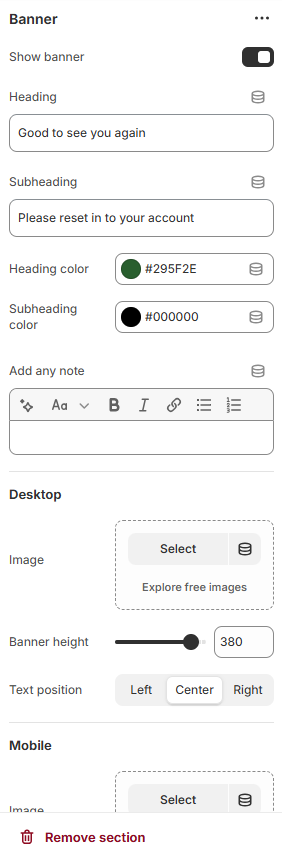 Banner
Show banner
Heading
Good to see you again
Subheading
Please reset in to your account
Heading color
#295F2E
Subheading
color
#000000
Add any note
Aa
B
I
Desktop
Image
Select
Explore free images
Banner height
380
Text position
Left
Center
Right
Mobile
Image
Select
Remove section